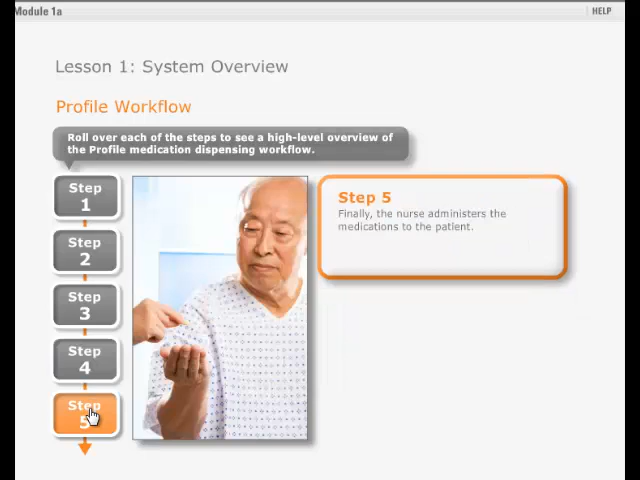 Module 1a
HELP
Lesson 1: System Overview
Profile Workflow
Roll over each of the steps to see a high-level overview of
the Profile medication dispensing workflow.
Step
1
Step
2
Step
3
Step
4
Step
5
Step 5
Finally, the nurse administers the
medications to the patient.